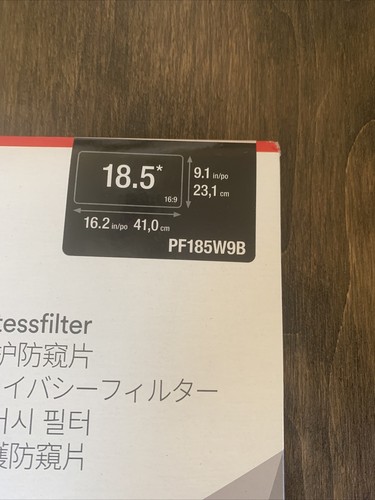 18.5*
16:9
9.1 in/po
23,1 cm
16.2 in/po 41,0 cm
PF185W9B
tessfilter
护防窥片
イバシーフィルター
시 필터
護防窺片